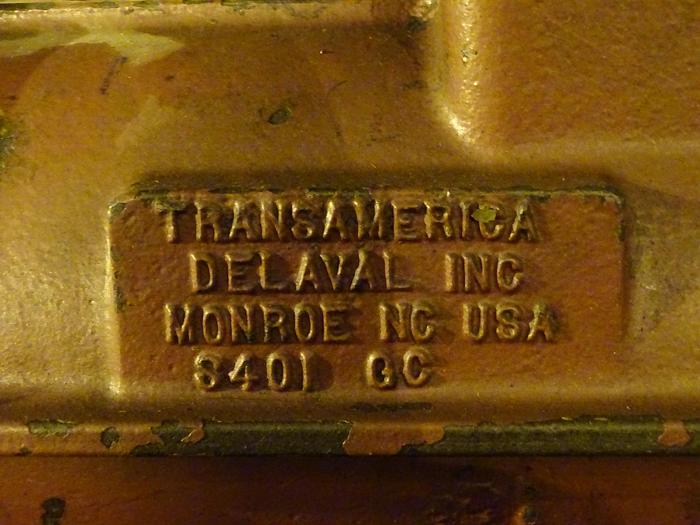 TRANSAMERICA
DELAVAL INC
MONROE NC USA
8401 GC